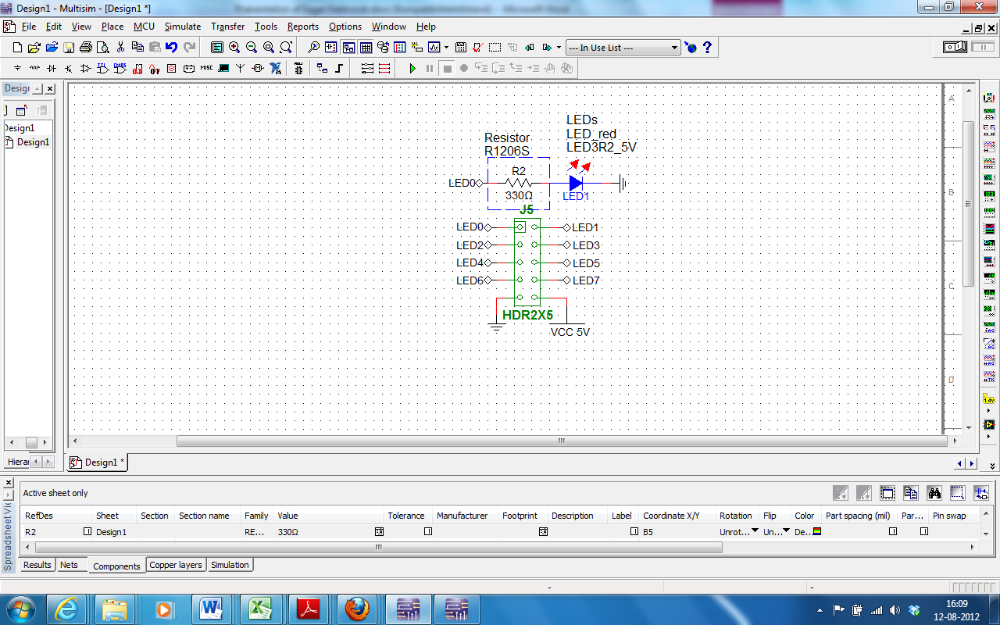 Design1 - Multisim - [Design1 *]
File Edit View Place MCU Simulate Transfer Tools Reports Options Window Help
--- In Use List ---
MISC
Design
Design1
Design1
LEDs
LED_red
LED3R2_5V
Resistor
R1206S
R2
LED0
330Ω
LED1
J5
LED0 LED1
LED2 LED3
LED4 LED5
LED6 LED7
HDR2X5
VCC 5V
A
B
C
D
1.4v
Hierar
Design1 *
Spreadsheet Vi
Active sheet only
RefDes Sheet Section Section name Family Value Tolerance Manufacturer Footprint Description Label Coordinate X/Y Rotation Flip Color Part spacing (mil) Par... Pin swap
R2 Design1 RE... 330Ω B5 Unrot... Un... De...
Results Nets Components Copper layers Simulation
-
-
16:09
12-08-2012